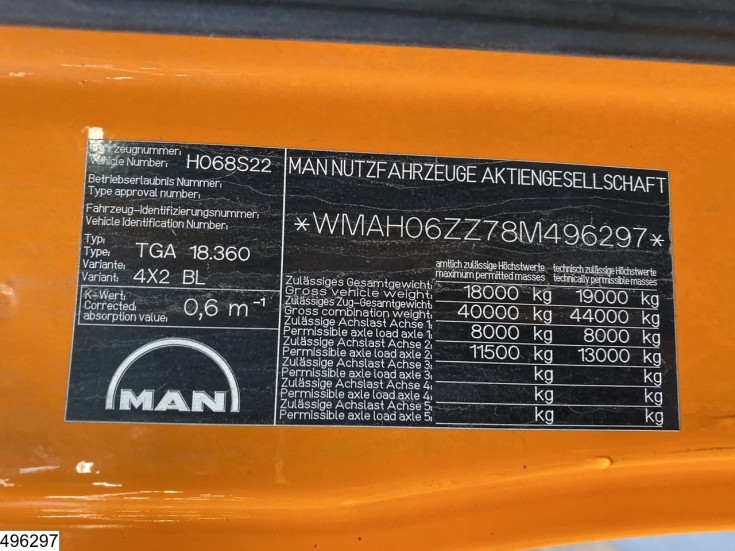 rzeugnummer:
Vehicle Number: H068S22
Betriebserlaubnis Nummer:
Type approval number:
Fahrzeug-Identifizierungsnummer:
Vehicle Identification Number:
Typ:
Type: TGA 18.360
Variante:
Variant: 4X2 BL
K-Wert:
Corrected 0,6 m⁻¹
absorption value:
MAN
MAN NUTZFAHRZEUGE AKTIENGESELLSCHAFT
*WMAH06ZZ78M496297*
amtlich zulässige Höchstwerte technisch zulässige Höchstwerte
maximum permitted masses technically permissible masses
Zulässiges Gesamtgewicht:
Gross vehicle weight: 18000 kg 19000 kg
Zulässiges Zug-Gesamtgewicht:
Gross combination weight: 40000 kg 44000 kg
Zulässige Achslast Achse 1:
Permissible axle load axle 1: 8000 kg 8000 kg
Zulässige Achslast Achse 2:
Permissible axle load axle 2: 11500 kg 13000 kg
Zulässige Achslast Achse 3:
Permissible axle load axle 3: kg kg
Zulässige Achslast Achse 4:
Permissible axle load axle 4: kg kg
Zulässige Achslast Achse 5:
Permissible axle load axle 5: kg kg
496297